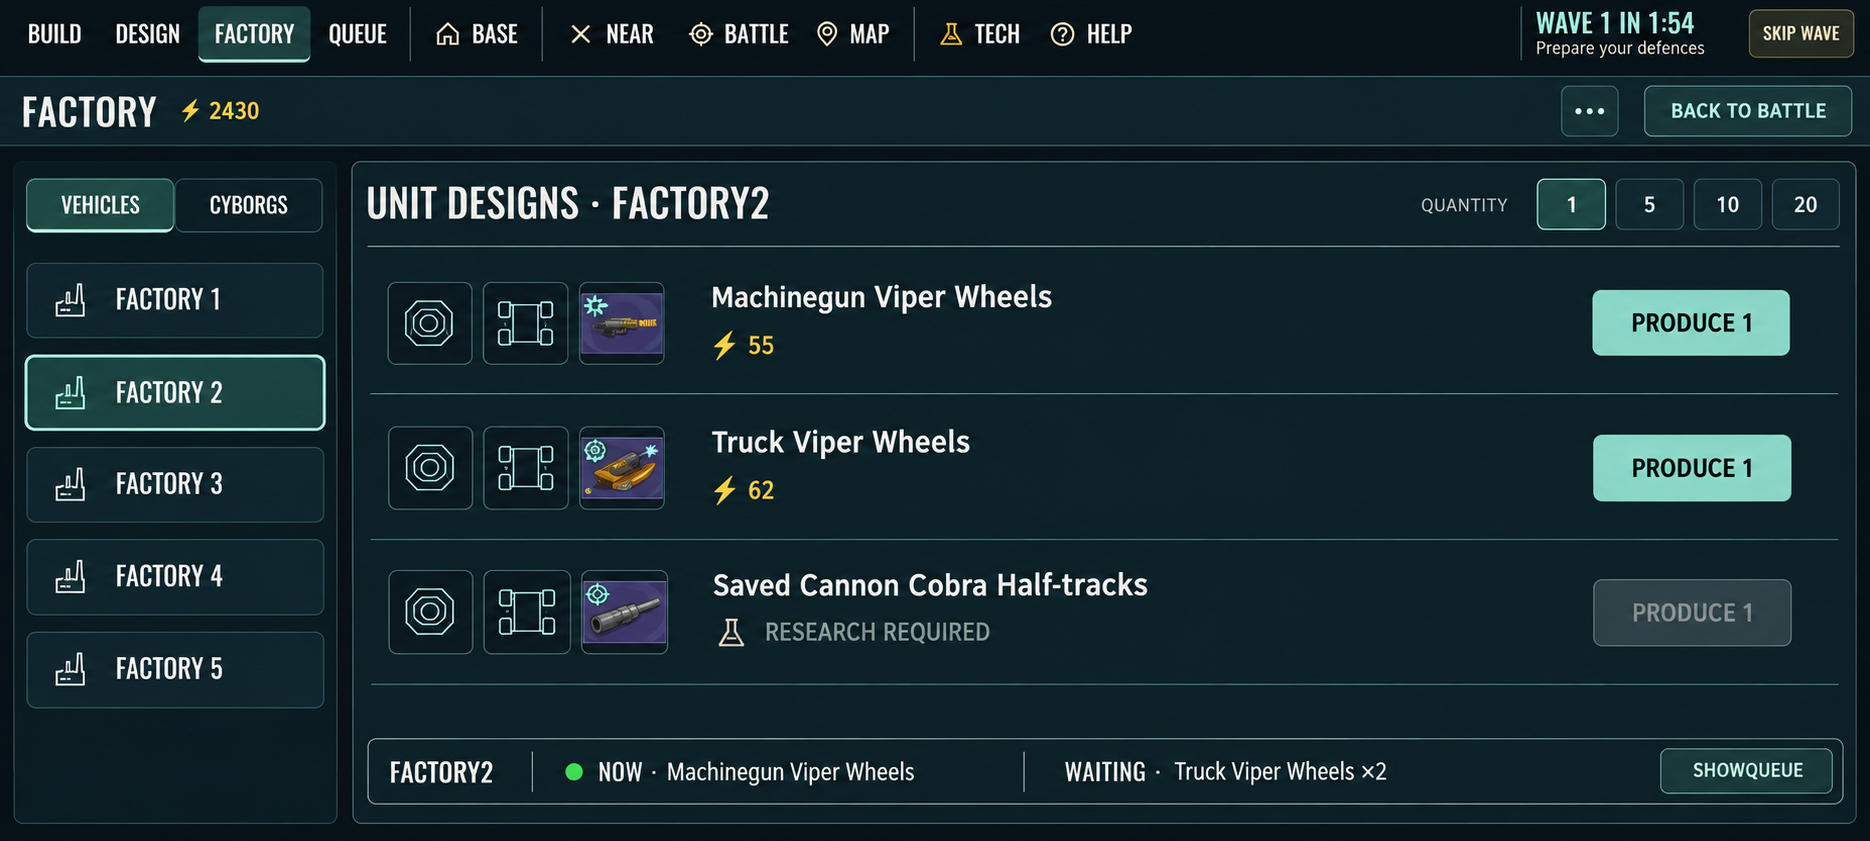 BUILD DESIGN FACTORY QUEUE BASE NEAR BATTLE MAP TECH HELP
WAVE 1 IN 1:54
Prepare your defences
SKIP WAVE
FACTORY 2430
BACK TO BATTLE
VEHICLES CYBORGS
FACTORY 1
FACTORY 2
FACTORY 3
FACTORY 4
FACTORY 5
UNIT DESIGNS · FACTORY2
QUANTITY 1 5 10 20
Machinegun Viper Wheels
55
PRODUCE 1
Truck Viper Wheels
62
PRODUCE 1
Saved Cannon Cobra Half-tracks
RESEARCH REQUIRED
PRODUCE 1
FACTORY2 NOW · Machinegun Viper Wheels WAITING · Truck Viper Wheels ×2 SHOWQUEUE